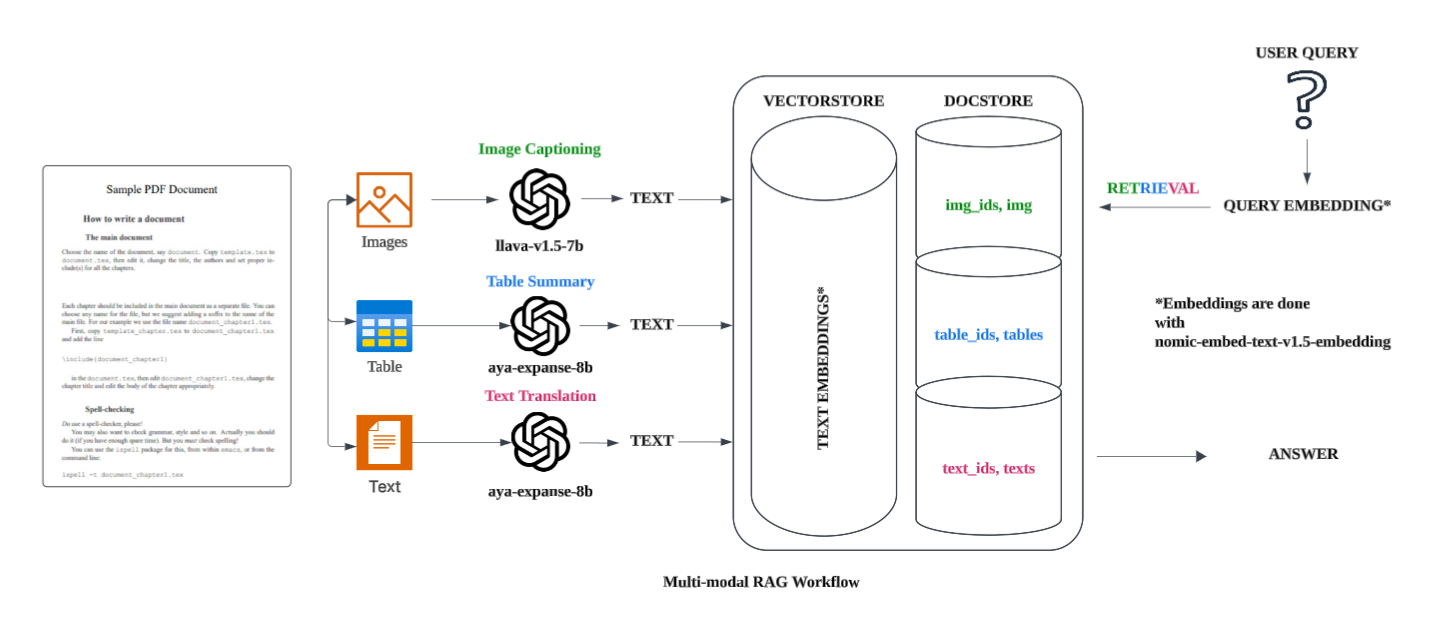 Sample PDF Document
How to write a document
The main document
Choose the name of the document, say document. Copy template.tex to
document.tex, then edit it, change the title, the authors and set proper in-
clude(s) for all the chapters.
Each chapter should be included in the main document as a separate file. You can
choose any name for the file, but we suggest adding a suffix to the name of the
main file. For our example we use the file name document_chapter1.tex.
First, copy template_chapter.tex to document_chapter1.tex
and add the line
\include{document_chapter1}
in the document.tex, then edit document_chapter1.tex, change the
chapter title and edit the body of the chapter appropriately.
Spell-checking
Do use a spell-checker, please!
You may also want to check grammar, style and so on. Actually you should
do it (if you have enough spare time). But you must check spelling!
You can use the ispell package for this, from within emacs, or from the
command line:
ispell -t document_chapter1.tex
Images
Table
Text
Image Captioning
llava-v1.5-7b
TEXT
Table Summary
aya-expanse-8b
TEXT
Text Translation
aya-expanse-8b
TEXT
VECTORSTORE
TEXT EMBEDDINGS*
DOCSTORE
img_ids, img
table_ids, tables
text_ids, texts
USER QUERY
?
RETRIEVAL
QUERY EMBEDDING*
*Embeddings are done
with
nomic-embed-text-v1.5-embedding
ANSWER
Multi-modal RAG Workflow